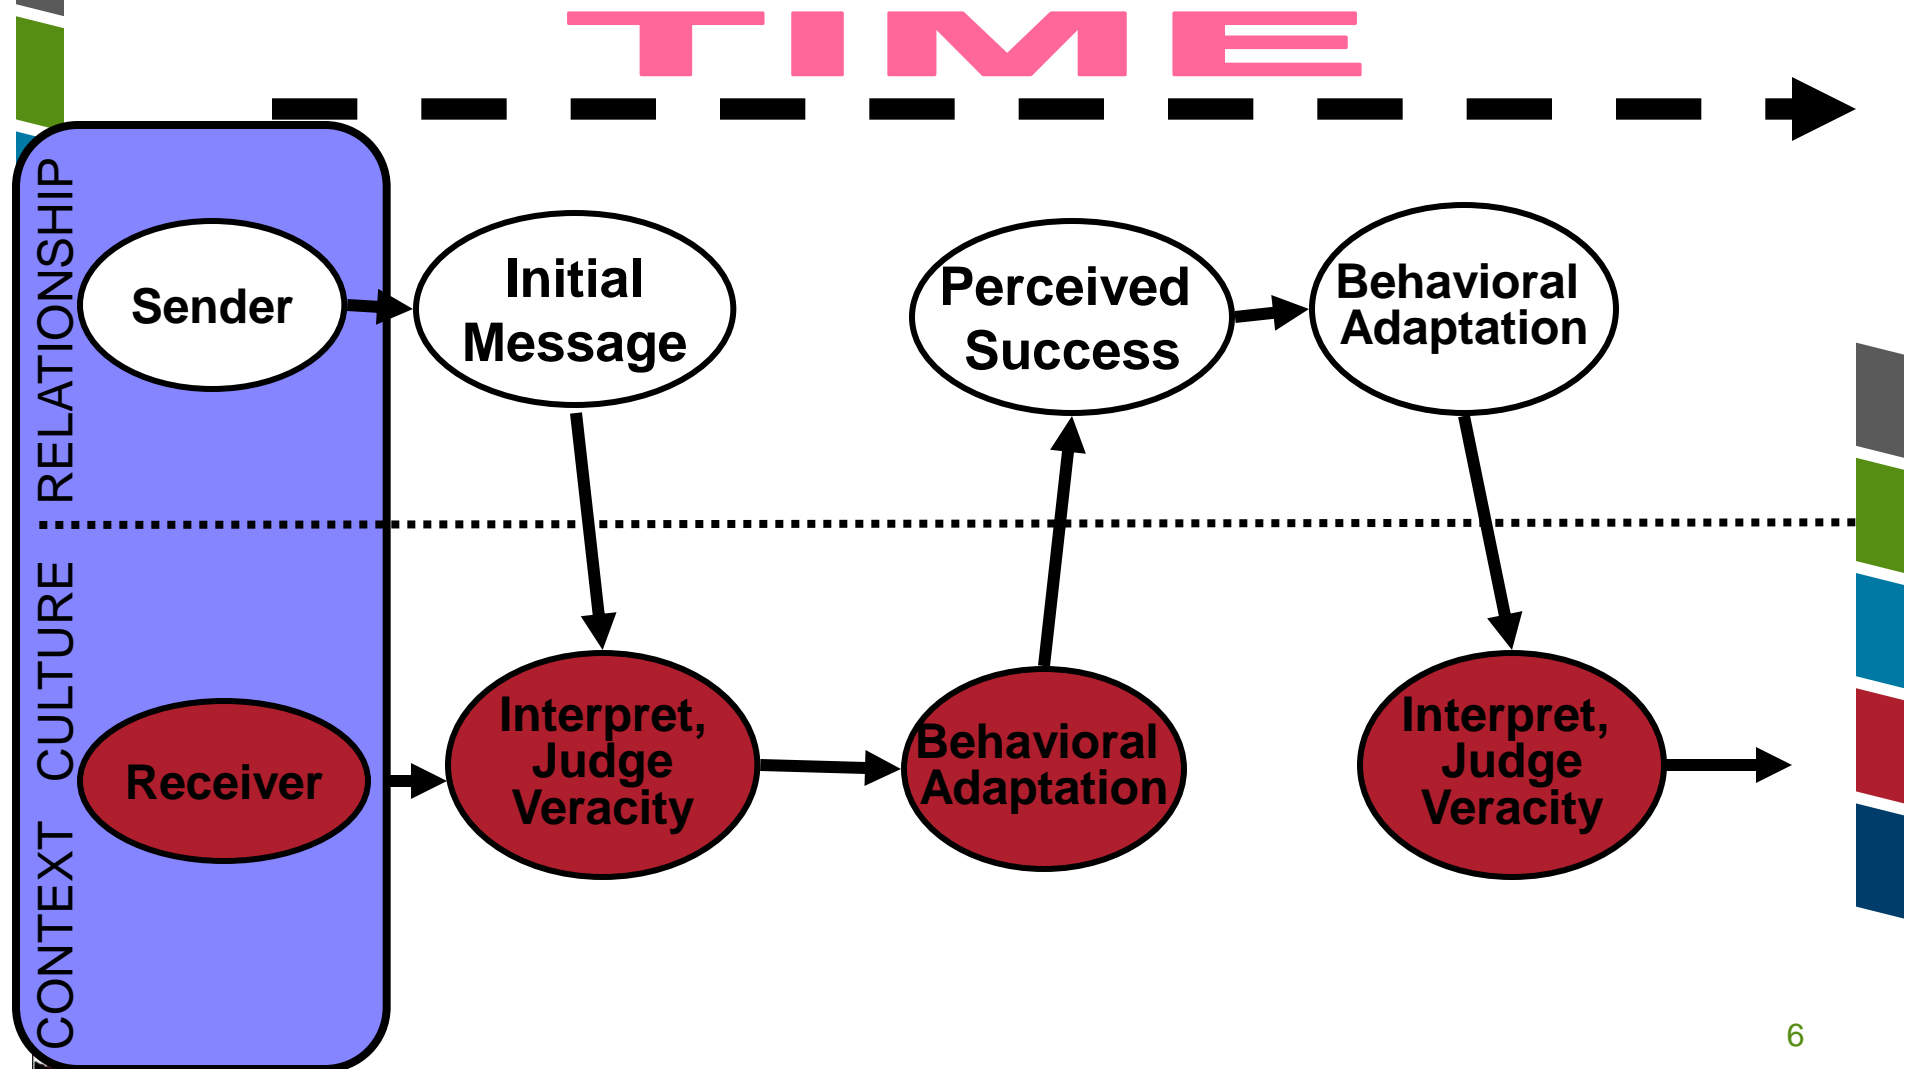 TIME
CONTEXT CULTURE RELATIONSHIP
Sender
Initial
Message
Perceived
Success
Behavioral
Adaptation
Receiver
Interpret,
Judge
Veracity
Behavioral
Adaptation
Interpret,
Judge
Veracity
6